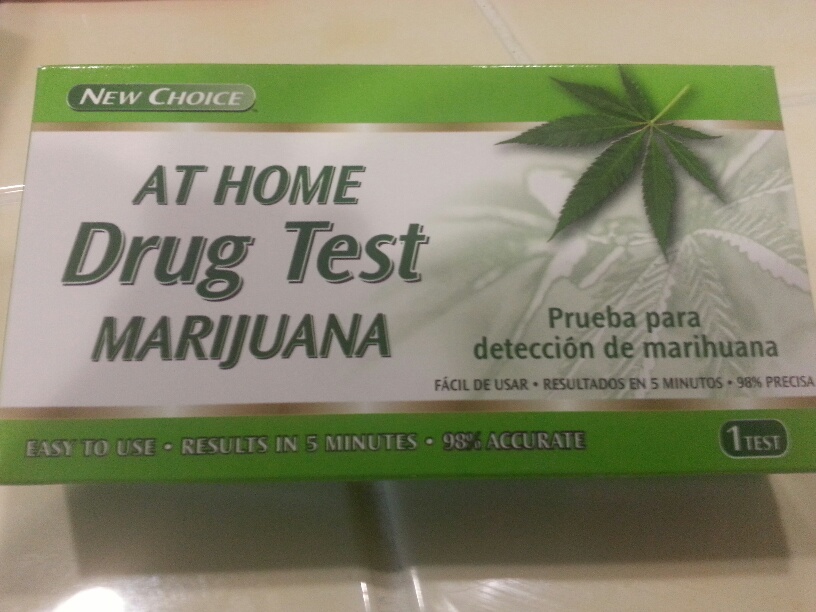 NEW CHOICE
AT HOME
Drug Test
MARIJUANA
Prueba para
detección de marihuana
FÁCIL DE USAR • RESULTADOS EN 5 MINUTOS • 98% PRECISA
EASY TO USE • RESULTS IN 5 MINUTES • 98% ACCURATE
1 TEST